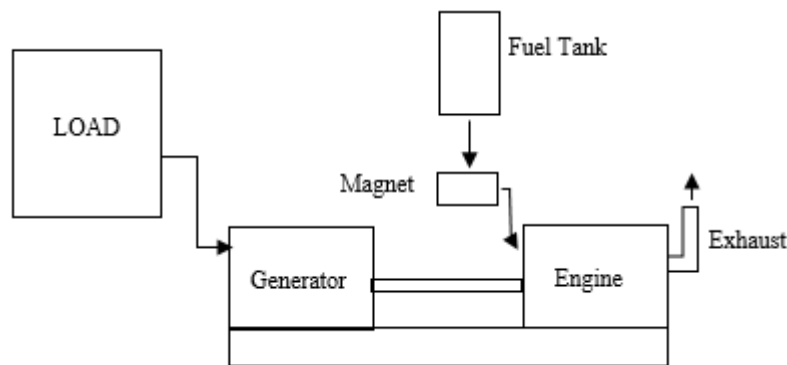 Fuel Tank
LOAD
Magnet
Exhaust
Generator
Engine